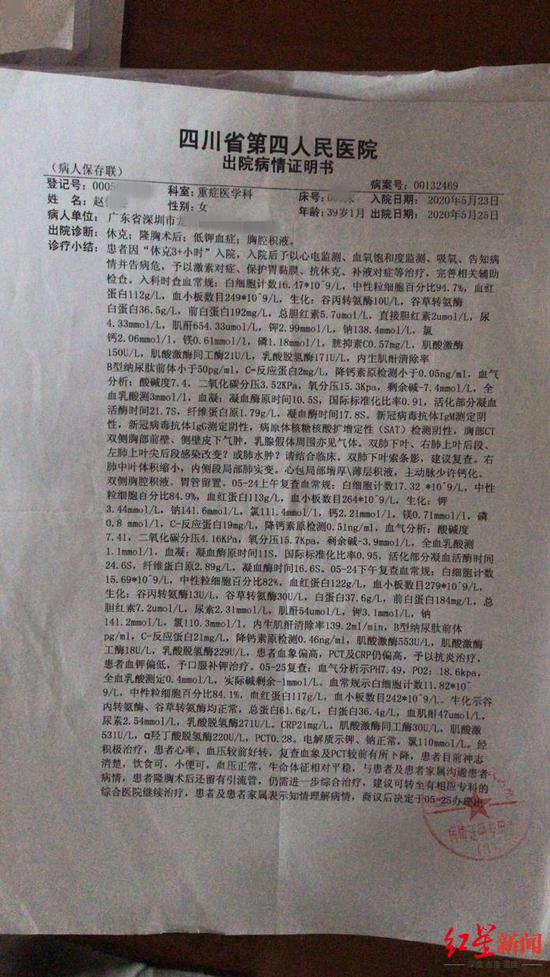 四川省第四人民医院
出院病情证明书
(病人保存联)
登记号:0005 科室:重症医学科 床号: 病案号:00132469
姓 名:赵 性别:女 年龄:39岁1月 入院日期:2020年5月23日
出院日期:2020年5月25日
病人单位:广东省深圳市龙
出院诊断:休克;隆胸术后;低钾血症;胸腔积液。
诊疗小结:患者因"休克3+小时"入院,入院后予以心电监测、血氧饱和度监测、吸氧、告知病
情并告病危,予以激素对症、保护胃黏膜、抗休克、补液对症等治疗,完善相关辅助
检查。入科时查血常规:白细胞计数16.47*10^9/L,中性粒细胞百分比94.7%,血红
蛋白112g/L,血小板数目249*10^9/L,生化:谷丙转氨酶10U/L,谷草转氨酶
白蛋白36.5g/L,前白蛋白192mg/L,总胆红素5.7umol/L,直接胆红素2umol/L,尿
4.33mmol/L,肌酐654.33umol/L,钾2.99mmol/L,钠138.4mmol/L,氯
钙2.06mmol/L,镁0.61mmol/L,磷1.18mmol/L,胱抑素C0.57mg/L,肌酸激酶
150U/L,肌酸激酶同工酶21U/L,乳酸脱氢酶171U/L,内生肌酐清除率
B型纳尿肽前体小于50pg/ml,C-反应蛋白2mg/L,降钙素原检测小于0.05ng/ml,血气
分析:酸碱度7.4,二氧化碳分压3.52KPa,氧分压15.3Kpa,剩余碱-7.4mmol/L,全
血乳酸测3mmol/l,血凝:凝血酶原时间10.5S,国际标准化比率0.91,活化部分凝血
活酶时间21.7S,纤维蛋白原1.79g/L,凝血酶时间17.8S。新冠病毒抗体IgM测定阴
性,新冠病毒抗体IgG测定阴性,病原体核糖核酸扩增定性(SAT)检测阴性,胸部CT
双侧胸部前壁、侧壁皮下气肿,乳腺假体周围亦见气体。双肺下叶、右肺上叶后段、
左肺上叶尖后段感染改变?或肺水肿?请结合临床。双肺下叶索条影,建议复查。右
肺中叶体积缩小,内侧段局部肺实变。心包局部增厚\薄层积液,主动脉少许钙化。
双侧胸腔积液。胃管留置。05-24上午复查血常规:白细胞计数17.32 *10^9/L,中性
粒细胞百分比84.9%,血红蛋白113g/L,血小板数目264*10^9/L,生化:钾
3.44mmol/L,钠141.6mmol/L,氯111.4mmol/L,钙2.21mmol/L,镁0.71mmol/l,磷
0.8 mmol/l,C-反应蛋白19mg/L,降钙素原检测0.51ng/ml,血气分析:酸碱度
7.41,二氧化碳分压4.16KPa,氧分压15.7Kpa,剩余碱-3.9mmol/L,全血乳酸测
1.1mmol/l,血凝:凝血酶原时间11S,国际标准化比率0.95,活化部分凝血活酶时间
24.6S,纤维蛋白原2.89g/L,凝血酶时间16.6S。05-24下午复查血常规:白细胞计数
15.69*10^9/L,中性粒细胞百分比82%,血红蛋白122g/L,血小板数目279*10^9/L,
生化:谷丙转氨酶13U/L,谷草转氨酶30U/L,白蛋白37.6g/L,前白蛋白184mg/L,总
胆红素7.2umol/L,尿素2.31mmol/L,肌酐54umol/L,钾3.1mmol/L,钠
141.2mmol/L,氯110.3mmol/L,内生肌酐清除率139.2ml/min,B型纳尿肽前体
pg/ml,C-反应蛋白21mg/L,降钙素原检测0.46ng/ml,肌酸激酶553U/L,肌酸激酶同
工酶18U/L,乳酸脱氢酶229U/L,患者血象偏高,PCT及CRP仍偏高,予以抗炎治疗,
患者血钾偏低,予口服补钾治疗。05-25复查:血气分析示PH7.49,PO2:18.6kpa,
全血乳酸测定0.4mmol/L,实际碱剩余-1mmol/L。血常规示白细胞计数11.82*10^9
/L,中性粒细胞百分比84.1%,血红蛋白117g/L,血小板数目242*10^9/L。生化示谷
内转氨酶、谷草转氨酶均正常,总蛋白61.6g/L,白蛋白36.4g/L,血肌酐47umol/L,
尿素2.54mmol/L,乳酸脱氢酶271U/L。CRP21mg/L。肌酸激酶同工酶30U/L,肌酸激酶
531U/L,α羟丁酸脱氢酶220U/L,PCT0.28。电解质示钾、钠正常,氯110mmol/L。经
积极治疗,患者心率,血压较前好转,复查血象及PCT较前有所下降,患者目前神志
清楚,饮食可,小便可,血压正常,生命体征相对平稳,与患者及患者家属沟通患者
病情,患者隆胸术后还留有引流管,仍需进一步综合治疗,建议可转至有相应专科的
综合医院继续治疗,患者及患者家属表示知情理解病情,商议后决定于05-25办理出
病情证明专用
红星新闻